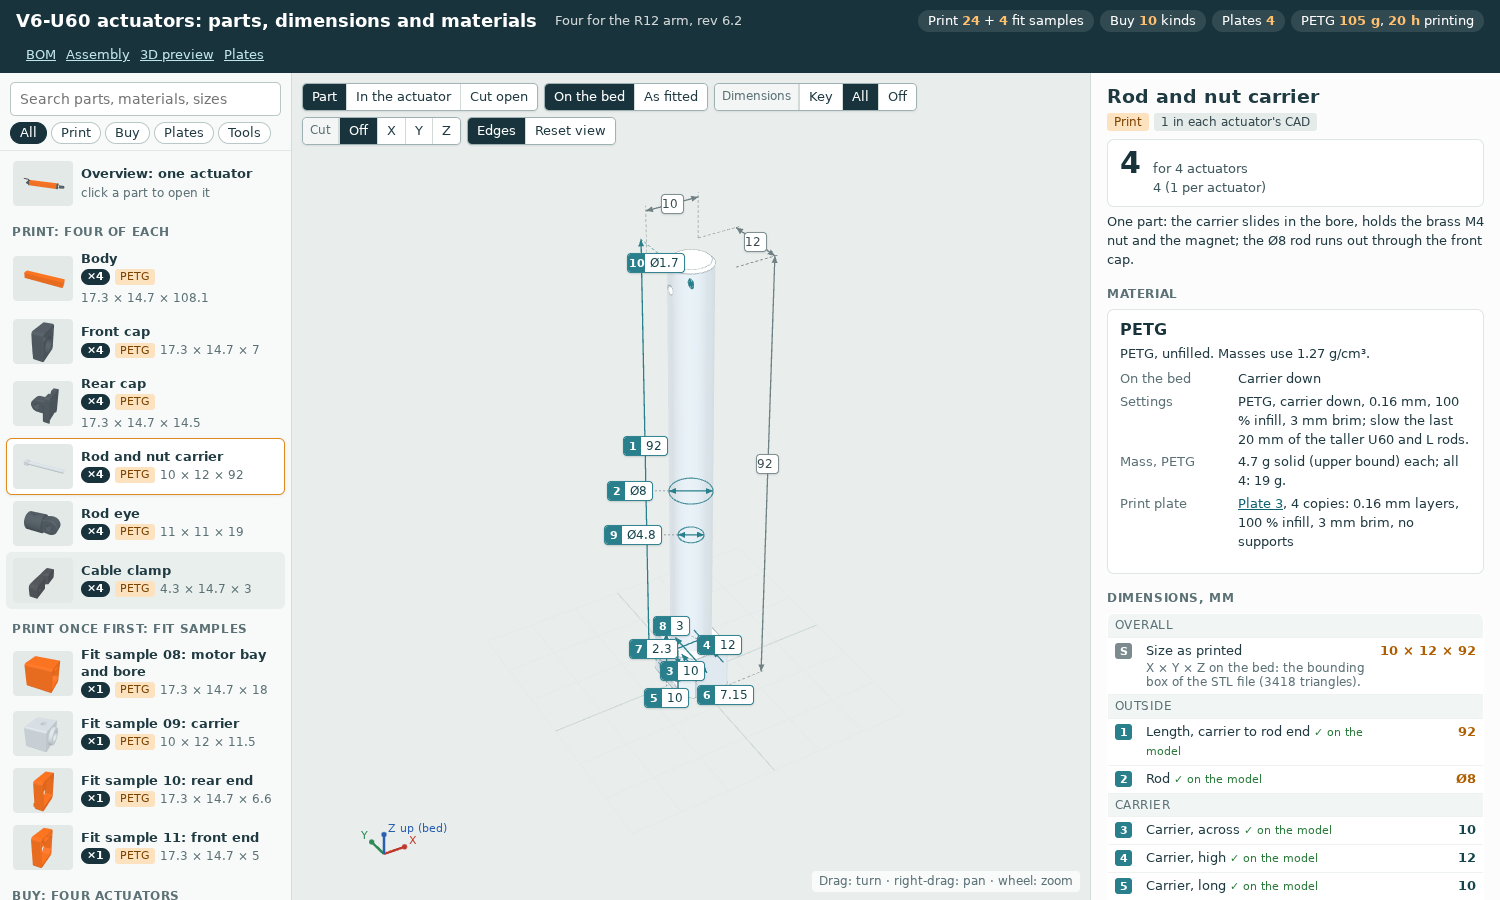 V6-U60 actuators: parts, dimensions and materials
Four for the R12 arm, rev 6.2
Print 24 + 4 fit samples
Buy 10 kinds
Plates 4
PETG 105 g, 20 h printing
BOM Assembly 3D preview Plates
Search parts, materials, sizes
All Print Buy Plates Tools
Overview: one actuator
click a part to open it
PRINT: FOUR OF EACH
Body
×4 PETG
17.3 × 14.7 × 108.1
Front cap
×4 PETG 17.3 × 14.7 × 7
Rear cap
×4 PETG
17.3 × 14.7 × 14.5
Rod and nut carrier
×4 PETG 10 × 12 × 92
Rod eye
×4 PETG 11 × 11 × 19
Cable clamp
×4 PETG 4.3 × 14.7 × 3
PRINT ONCE FIRST: FIT SAMPLES
Fit sample 08: motor bay
and bore
×1 PETG 17.3 × 14.7 × 18
Fit sample 09: carrier
×1 PETG 10 × 12 × 11.5
Fit sample 10: rear end
×1 PETG 17.3 × 14.7 × 6.6
Fit sample 11: front end
×1 PETG 17.3 × 14.7 × 5
BUY: FOUR ACTUATORS
Part In the actuator Cut open
On the bed As fitted
Dimensions Key All Off
Cut Off X Y Z
Edges Reset view
10
12
10 Ø1.7
1 92
92
2 Ø8
9 Ø4.8
8 3
7 2.3
4 12
3 10
5 10
6 7.15
Z up (bed)
Y
X
Drag: turn · right-drag: pan · wheel: zoom
Rod and nut carrier
Print 1 in each actuator's CAD
4
for 4 actuators
4 (1 per actuator)
One part: the carrier slides in the bore, holds the brass M4
nut and the magnet; the Ø8 rod runs out through the front
cap.
MATERIAL
PETG
PETG, unfilled. Masses use 1.27 g/cm³.
On the bed Carrier down
Settings PETG, carrier down, 0.16 mm, 100
% infill, 3 mm brim; slow the last
20 mm of the taller U60 and L rods.
Mass, PETG 4.7 g solid (upper bound) each; all
4: 19 g.
Print plate Plate 3, 4 copies: 0.16 mm layers,
100 % infill, 3 mm brim, no
supports
DIMENSIONS, MM
OVERALL
S Size as printed 10 × 12 × 92
X × Y × Z on the bed: the bounding
box of the STL file (3418 triangles).
OUTSIDE
1 Length, carrier to rod end ✓ on the 92
model
2 Rod ✓ on the model Ø8
CARRIER
3 Carrier, across ✓ on the model 10
4 Carrier, high ✓ on the model 12
5 Carrier, long ✓ on the model 10